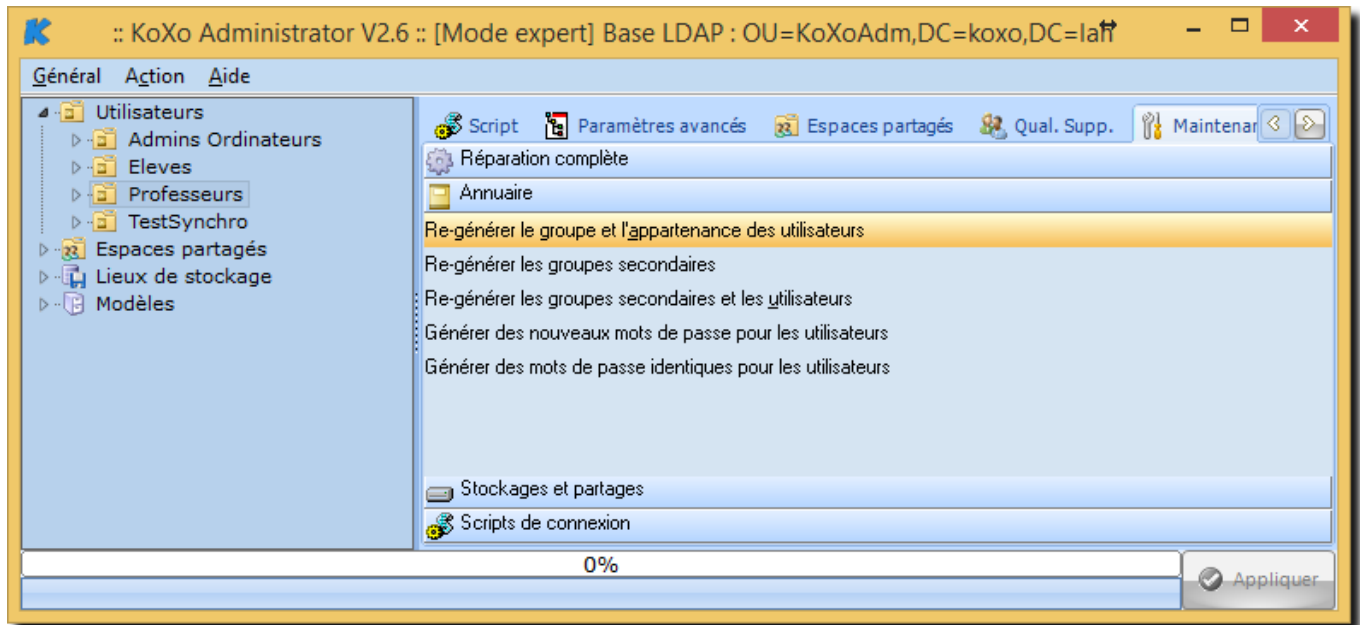 :: KoXo Administrator V2.6 :: [Mode expert] Base LDAP : OU=KoXoAdm,DC=koxo,DC=
Général Action Aide
Utilisateurs
Admins Ordinateurs
Eleves
Professeurs
TestSynchro
Espaces partagés
Lieux de stockage
Modèles
Script Paramètres avancés Espaces partagés Qual. Supp. Maintenan
Réparation complète
Annuaire
Re-générer le groupe et l'appartenance des utilisateurs
Re-générer les groupes secondaires
Re-générer les groupes secondaires et les utilisateurs
Générer des nouveaux mots de passe pour les utilisateurs
Générer des mots de passe identiques pour les utilisateurs
Stockages et partages
Scripts de connexion
0%
Appliquer